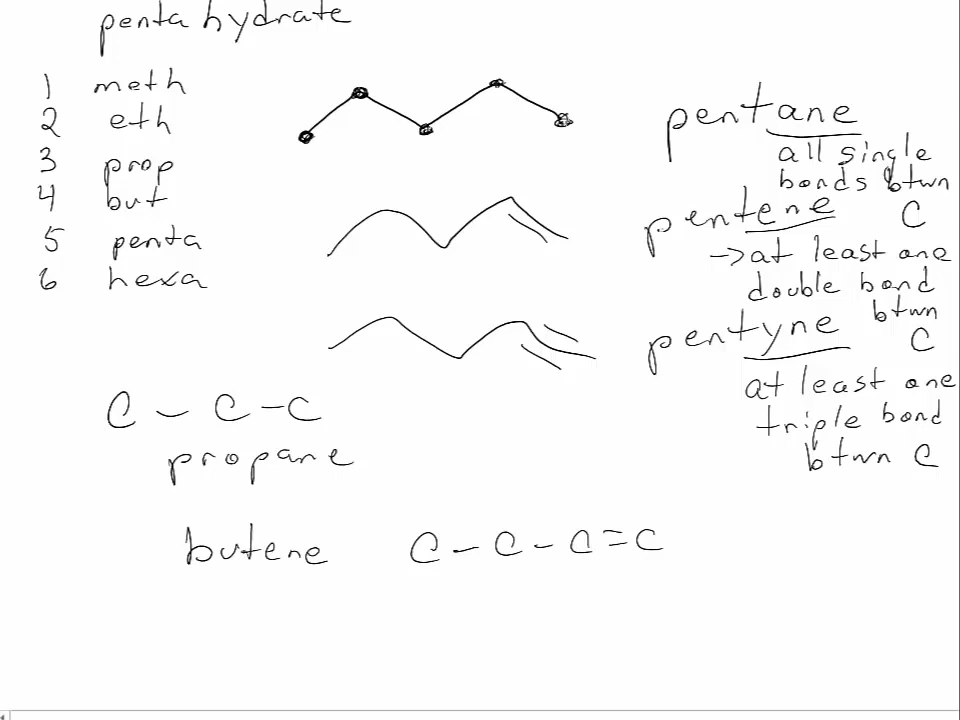 penta hydrate
1 meth
2 eth
3 prop
4 but
5 penta
6 hexa
pentane
all single
bonds btwn
C
pentene
→ at least one
double bond
btwn
C
pentyne
at least one
triple bond
btwn C
C – C – C
propane
butene C – C – C = C